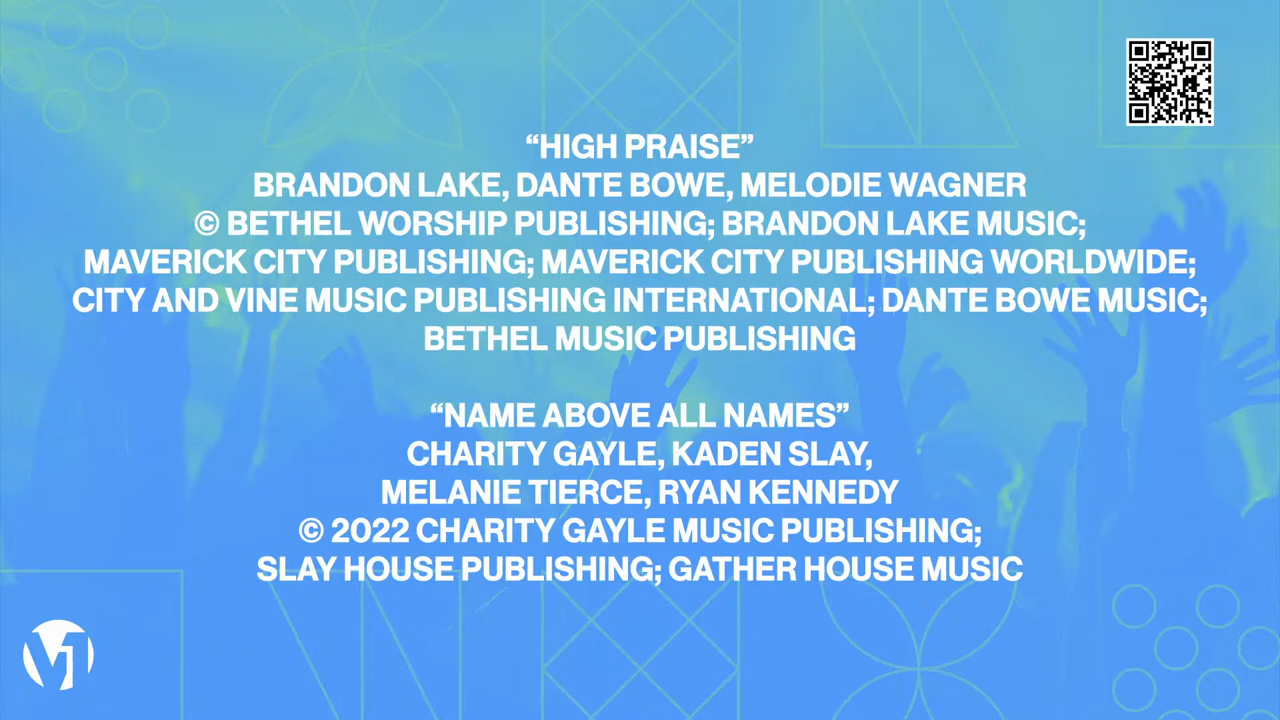 “HIGH PRAISE”
BRANDON LAKE, DANTE BOWE, MELODIE WAGNER
© BETHEL WORSHIP PUBLISHING; BRANDON LAKE MUSIC;
MAVERICK CITY PUBLISHING; MAVERICK CITY PUBLISHING WORLDWIDE;
CITY AND VINE MUSIC PUBLISHING INTERNATIONAL; DANTE BOWE MUSIC;
BETHEL MUSIC PUBLISHING
“NAME ABOVE ALL NAMES”
CHARITY GAYLE, KADEN SLAY,
MELANIE TIERCE, RYAN KENNEDY
© 2022 CHARITY GAYLE MUSIC PUBLISHING;
SLAY HOUSE PUBLISHING; GATHER HOUSE MUSIC
V1